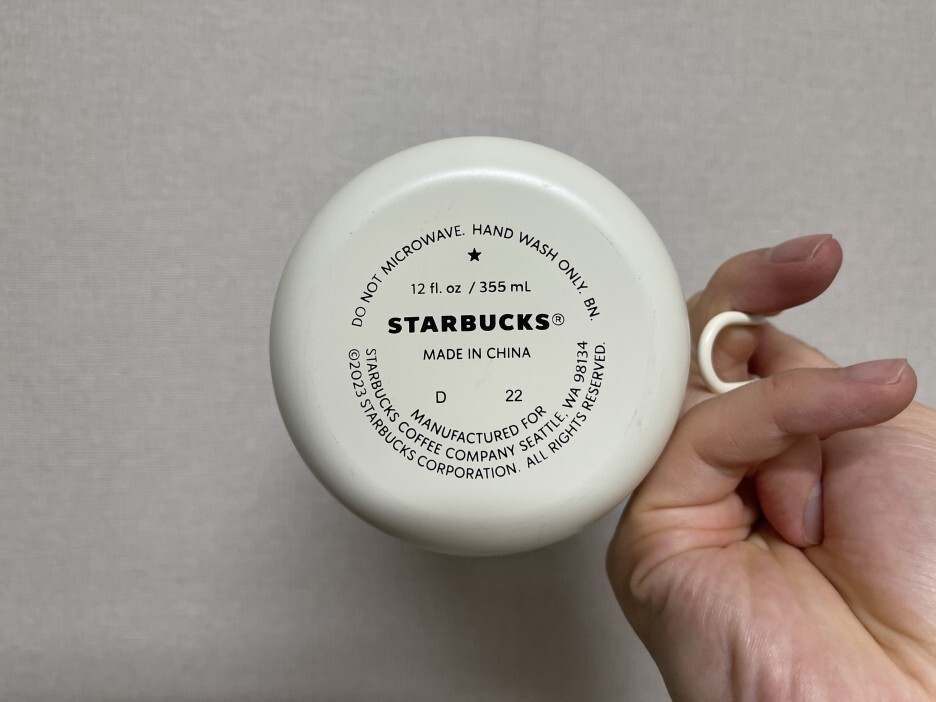 DO NOT MICROWAVE. HAND WASH ONLY. BN.
★
12 fl. oz / 355 mL
STARBUCKS®
MADE IN CHINA
D 22
MANUFACTURED FOR
STARBUCKS COFFEE COMPANY SEATTLE, WA 98134
©2023 STARBUCKS CORPORATION. ALL RIGHTS RESERVED.